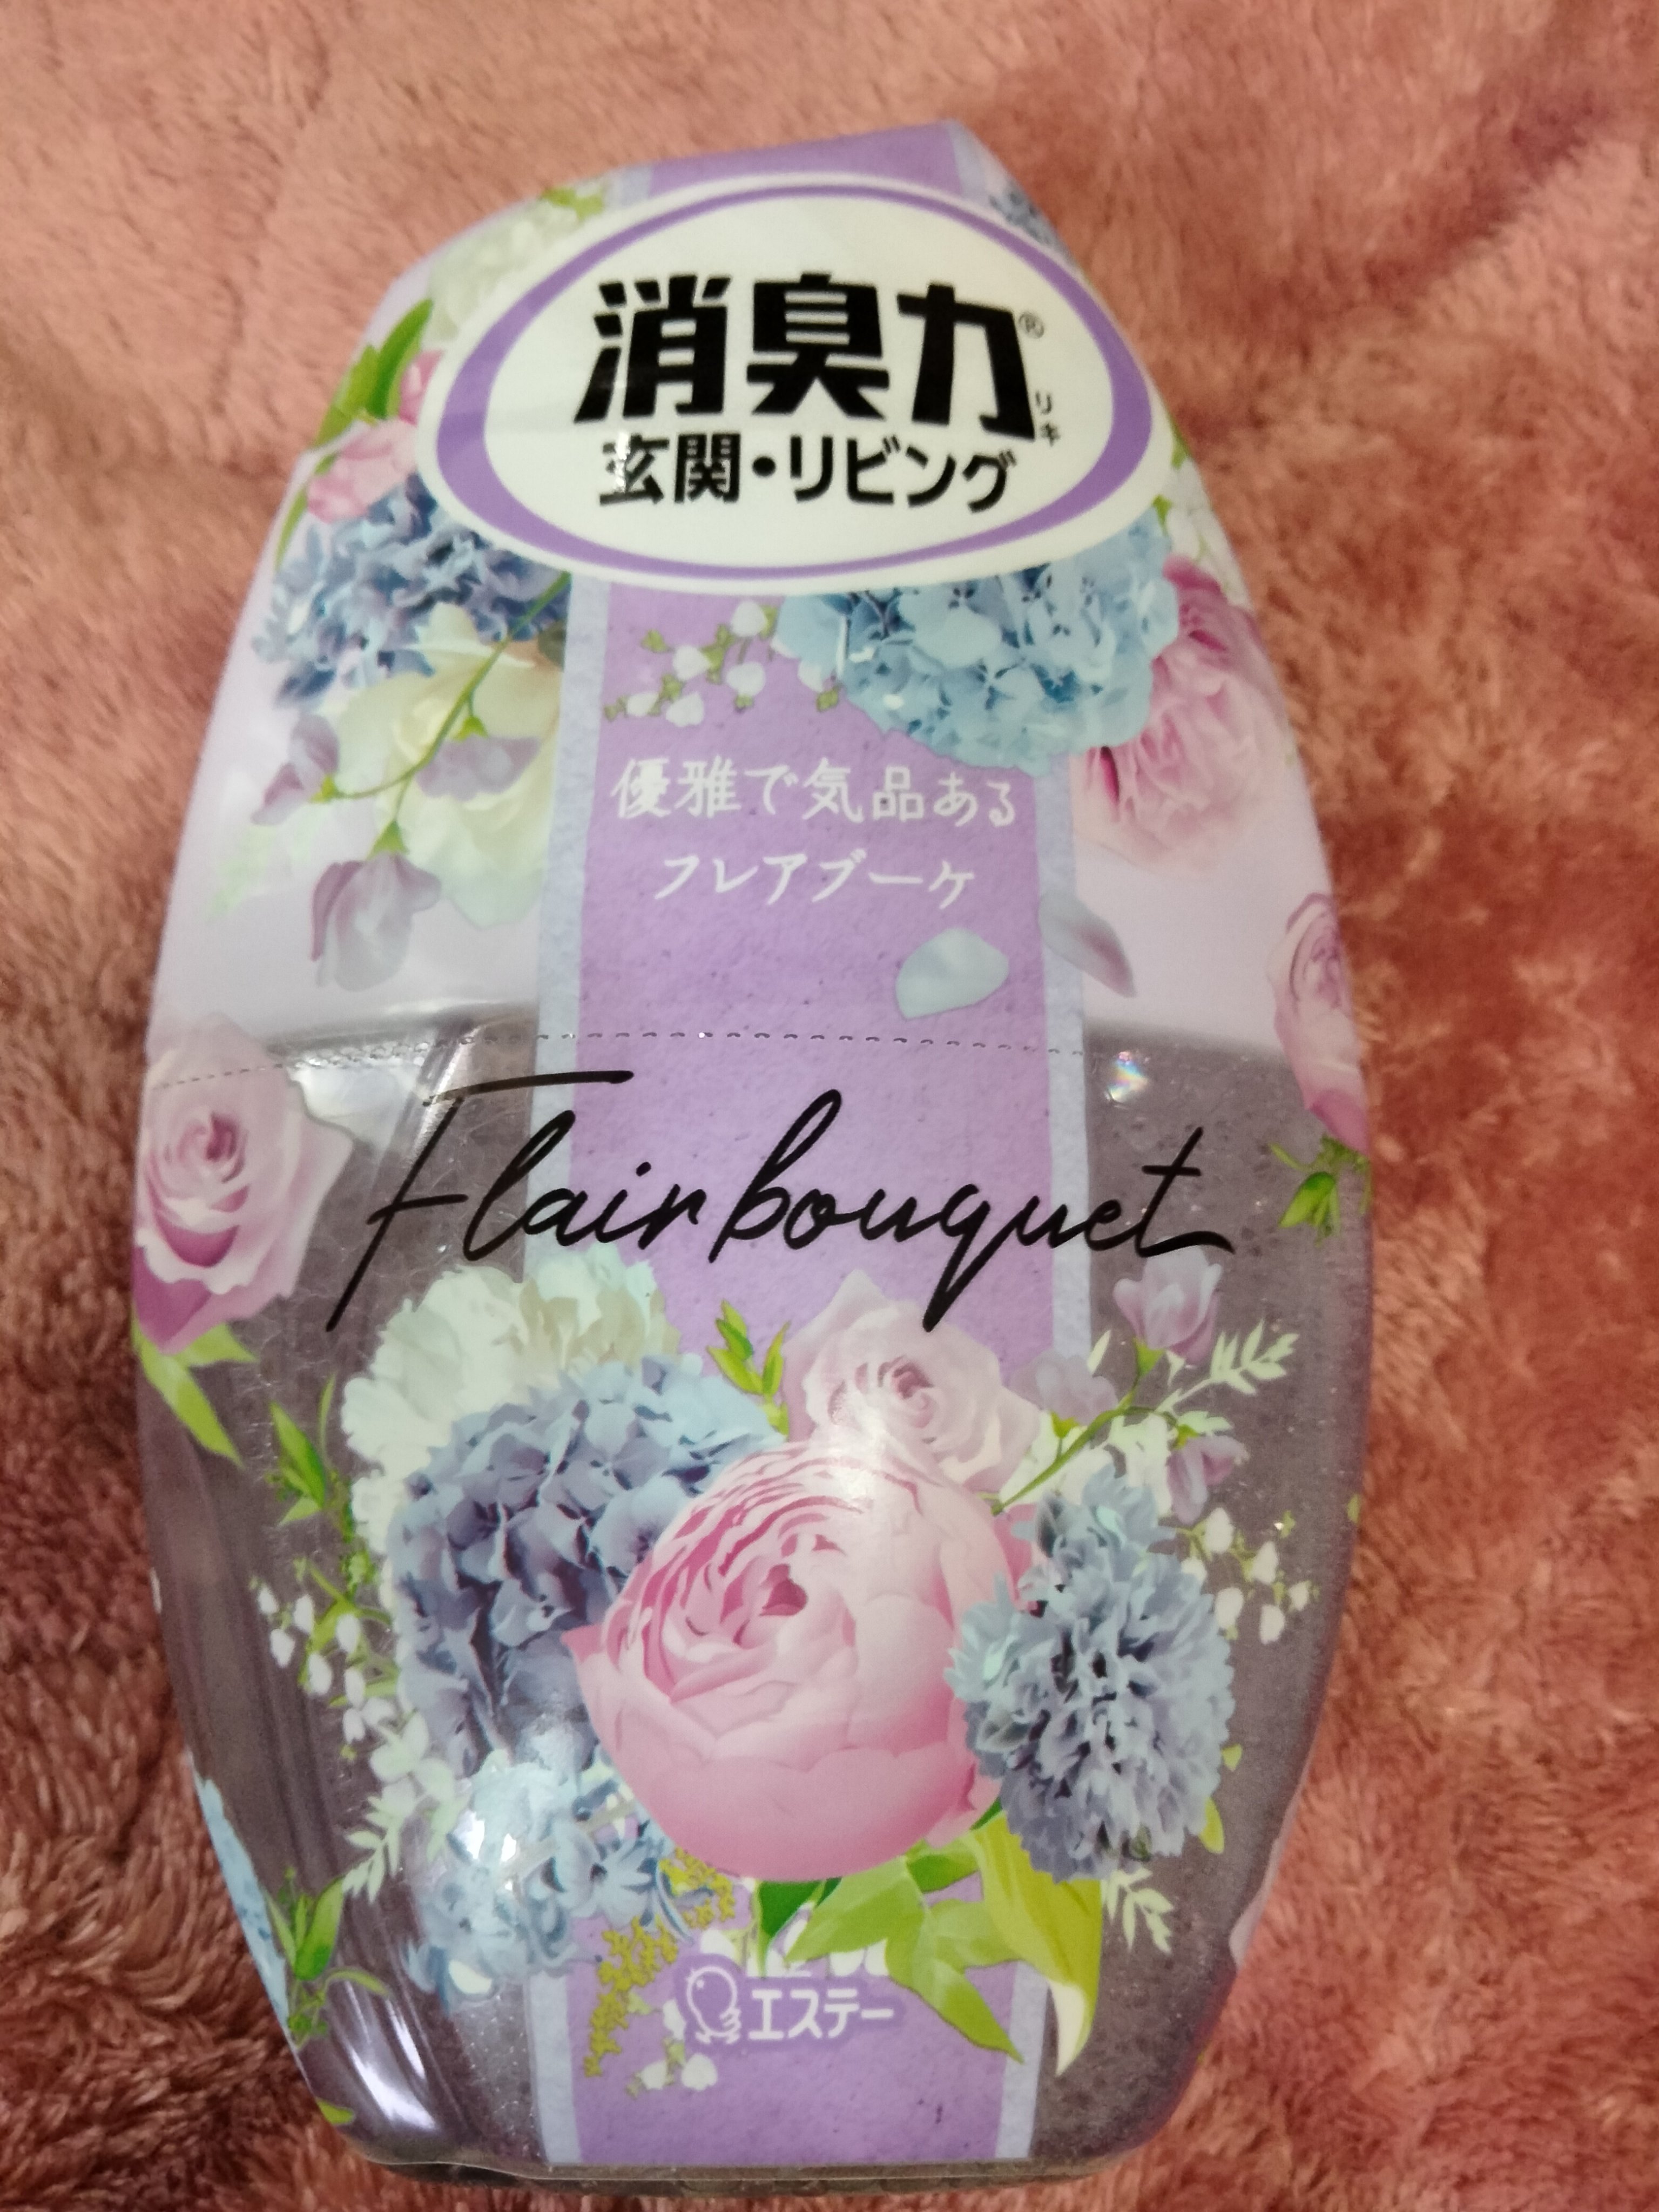 消臭力®
リキ
玄関・リビング
優雅で気品ある
フレアブーケ
Flair bouquet
エステー